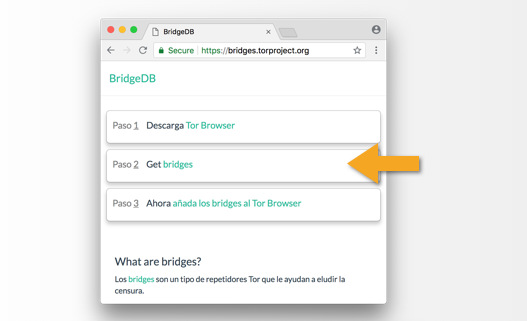 BridgeDB
Secure
https://bridges.torproject.org
BridgeDB
Paso 1 Descarga Tor Browser
Paso 2 Get bridges
Paso 3 Ahora añada los bridges al Tor Browser
What are bridges?
Los bridges son un tipo de repetidores Tor que le ayudan a eludir la
censura.